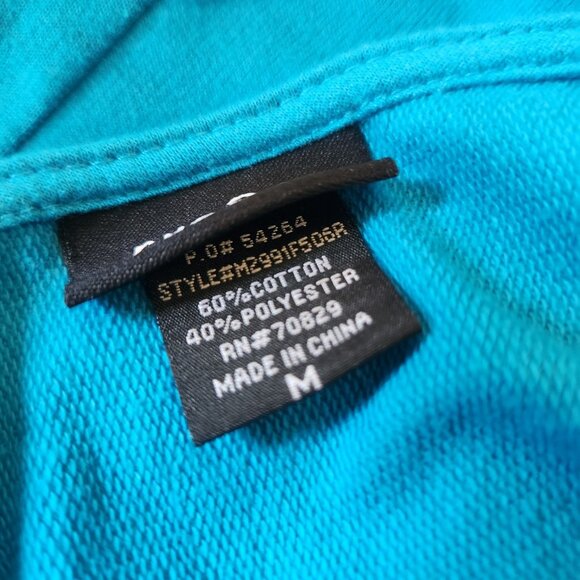 P.O# 54264
STYLE#M2991F506R
60%COTTON
40%POLYESTER
RN#70829
MADE IN CHINA
M